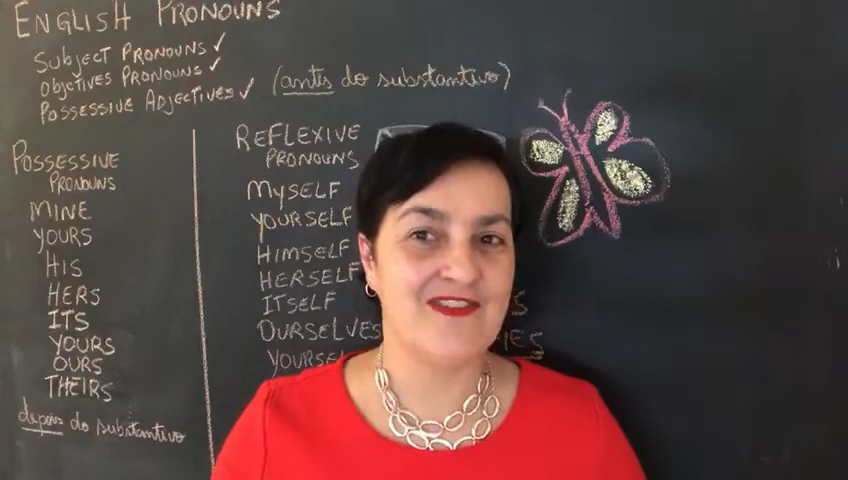 ENGLISH PRONOUNS
SUBJECT PRONOUNS ✓
OBJECTIVES PRONOUNS ✓
POSSESSIVE ADJECTIVES ✓ (antes do substantivo)
POSSESSIVE
PRONOUNS
MINE
YOURS
HIS
HERS
ITS
YOURS
OURS
THEIRS
depois do substantivo
REFLEXIVE
PRONOUNS
MYSELF
YOURSELF
HIMSELF
HERSELF
ITSELF
OURSELVES